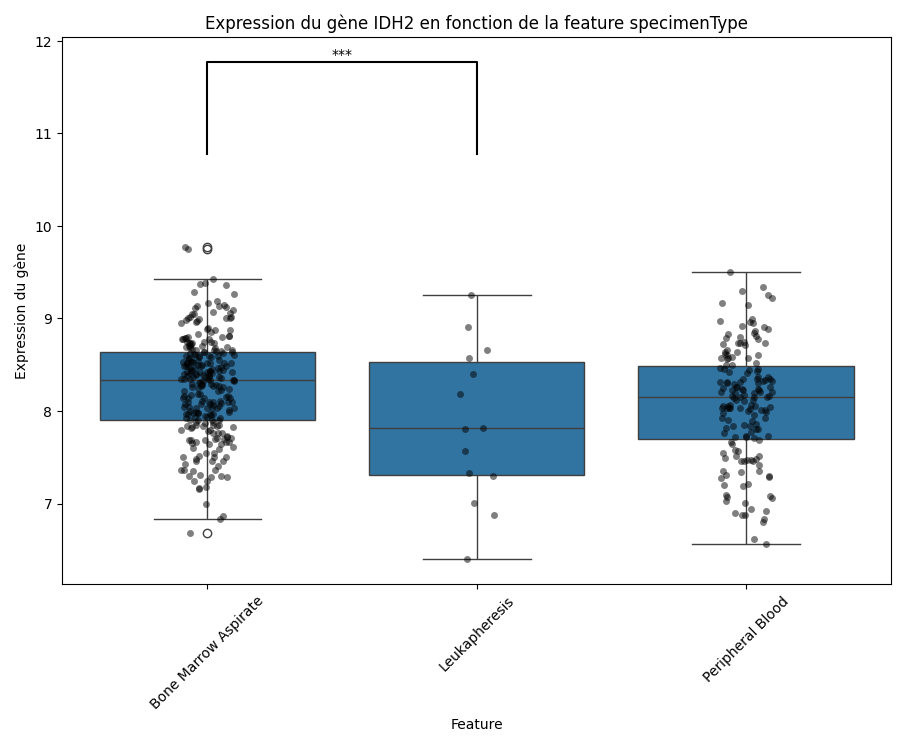 Expression du gène IDH2 en fonction de la feature specimenType
***
12
11
10
9
8
7
Expression du gène
Bone Marrow Aspirate
Leukapheresis
Peripheral Blood
Feature